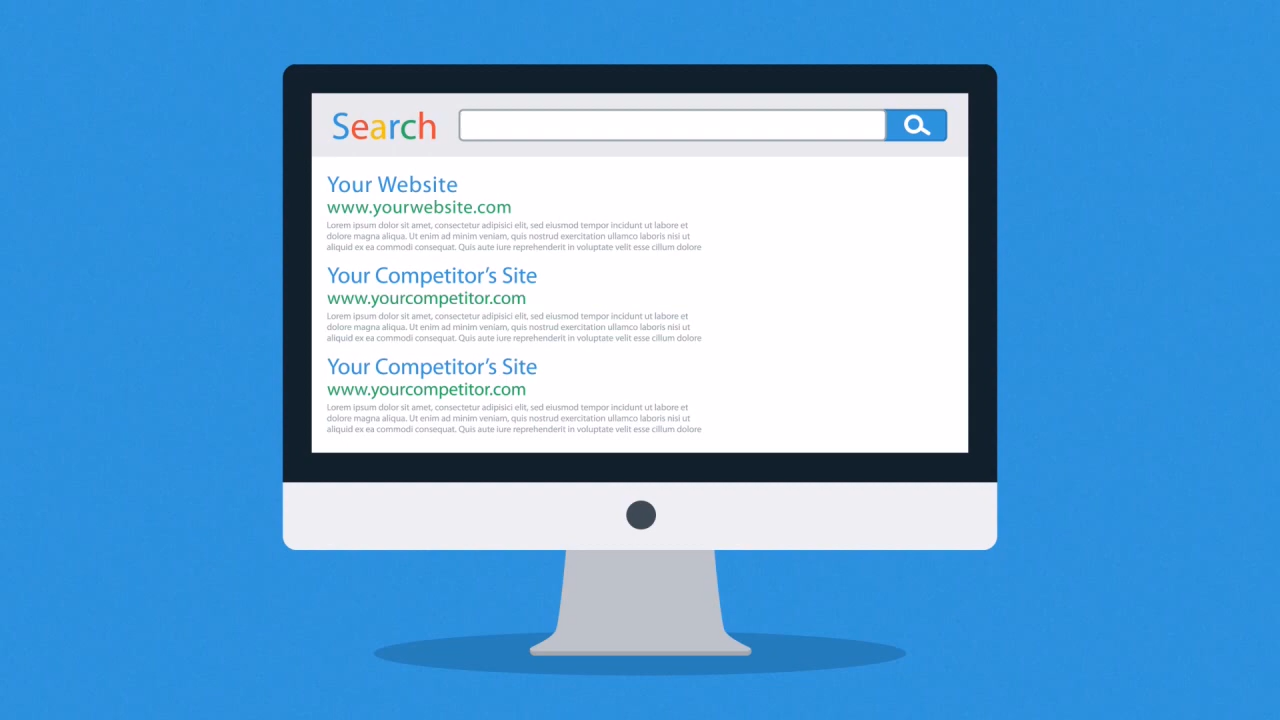 Search
Your Website
www.yourwebsite.com
Lorem ipsum dolor sit amet, consectetur adipisici elit, sed eiusmod tempor incidunt ut labore et
dolore magna aliqua. Ut enim ad minim veniam, quis nostrud exercitation ullamco laboris nisi ut
aliquid ex ea commodi consequat. Quis aute iure reprehenderit in voluptate velit esse cillum dolore
Your Competitor’s Site
www.yourcompetitor.com
Lorem ipsum dolor sit amet, consectetur adipisici elit, sed eiusmod tempor incidunt ut labore et
dolore magna aliqua. Ut enim ad minim veniam, quis nostrud exercitation ullamco laboris nisi ut
aliquid ex ea commodi consequat. Quis aute iure reprehenderit in voluptate velit esse cillum dolore
Your Competitor’s Site
www.yourcompetitor.com
Lorem ipsum dolor sit amet, consectetur adipisici elit, sed eiusmod tempor incidunt ut labore et
dolore magna aliqua. Ut enim ad minim veniam, quis nostrud exercitation ullamco laboris nisi ut
aliquid ex ea commodi consequat. Quis aute iure reprehenderit in voluptate velit esse cillum dolore